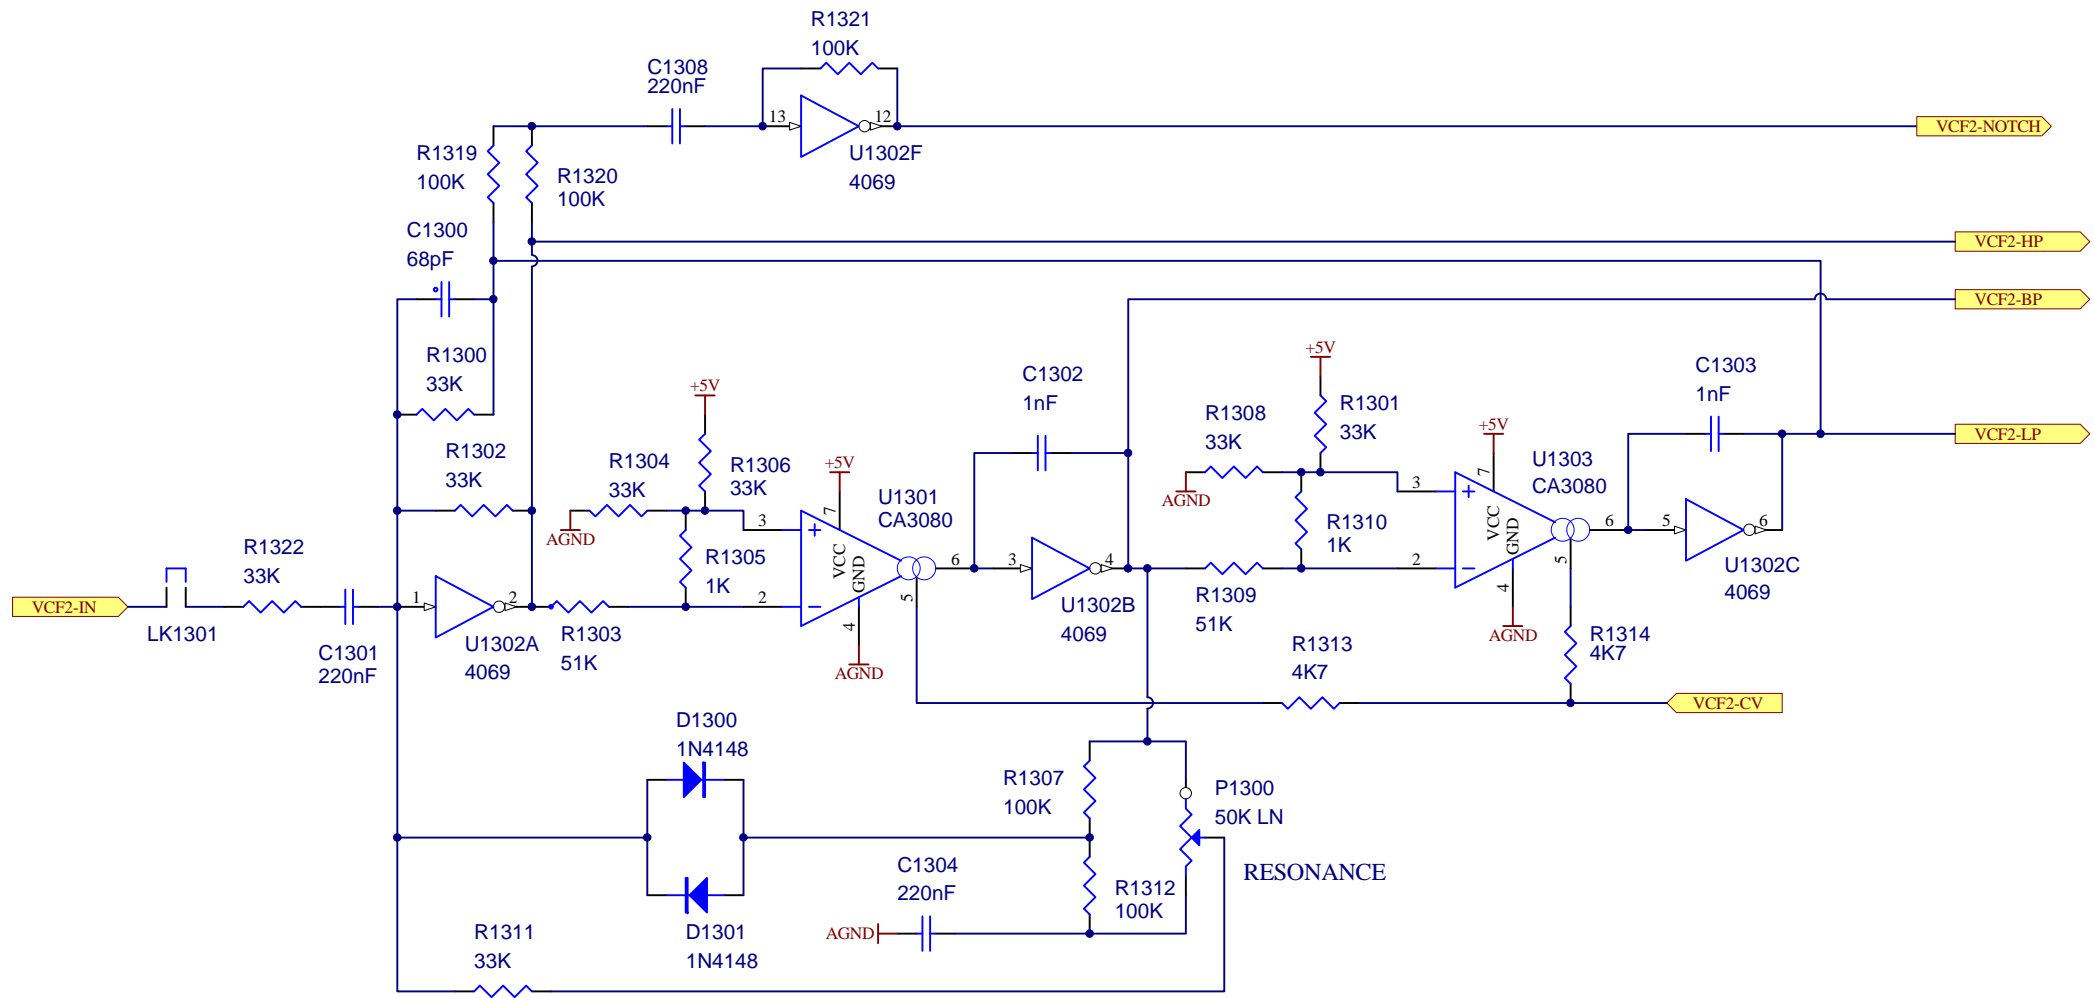 R1321
100K
C1308
220nF
13
12
VCF2-NOTCH
U1302F
4069
R1319
100K
R1320
100K
C1300
68pF
VCF2-HP
VCF2-BP
R1300
33K
+5V
C1302
1nF
+5V
C1303
1nF
R1308
33K
R1301
33K
+5V
VCF2-LP
R1302
33K
R1304
33K
R1306
33K
+5V
U1301
CA3080
AGND
U1303
CA3080
7
3
+
VCC
GND
6
3
4
AGND
R1305
1K
R1310
1K
7
3
+
VCC
GND
6
5
6
U1302C
4069
R1322
33K
VCF2-IN
LK1301
C1301
220nF
1
2
U1302A
4069
R1303
51K
2
−
4
5
AGND
U1302B
4069
R1309
51K
2
−
4
5
AGND
R1313
4K7
R1314
4K7
VCF2-CV
D1300
1N4148
R1307
100K
P1300
50K LN
C1304
220nF
R1312
100K
RESONANCE
AGND
D1301
1N4148
R1311
33K